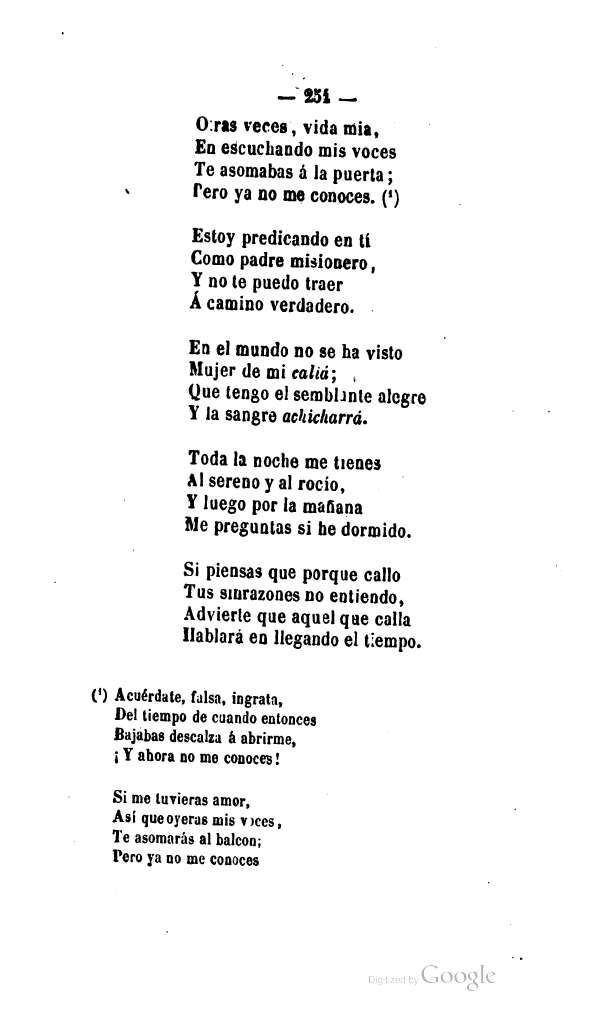 — 251 —
Otras veces, vida mia,
En escuchando mis voces
Te asomabas á la puerta;
Pero ya no me conoces. (¹)
Estoy predicando en tí
Como padre misionero,
Y no te puedo traer
Á camino verdadero.
En el mundo no se ha visto
Mujer de mi caliá;
Que tengo el semblante alegre
Y la sangre achicharrá.
Toda la noche me tienes
Al sereno y al rocío,
Y luego por la mañana
Me preguntas si he dormido.
Si piensas que porque callo
Tus sinrazones no entiendo,
Advierte que aquel que calla
Hablará en llegando el tiempo.
(¹) Acuérdate, falsa, ingrata,
Del tiempo de cuando entonces
Bajabas descalza á abrirme,
¡Y ahora no me conoces!
Si me tuvieras amor,
Así que oyeras mis voces,
Te asomarás al balcon;
Pero ya no me conoces
Digitized by Google